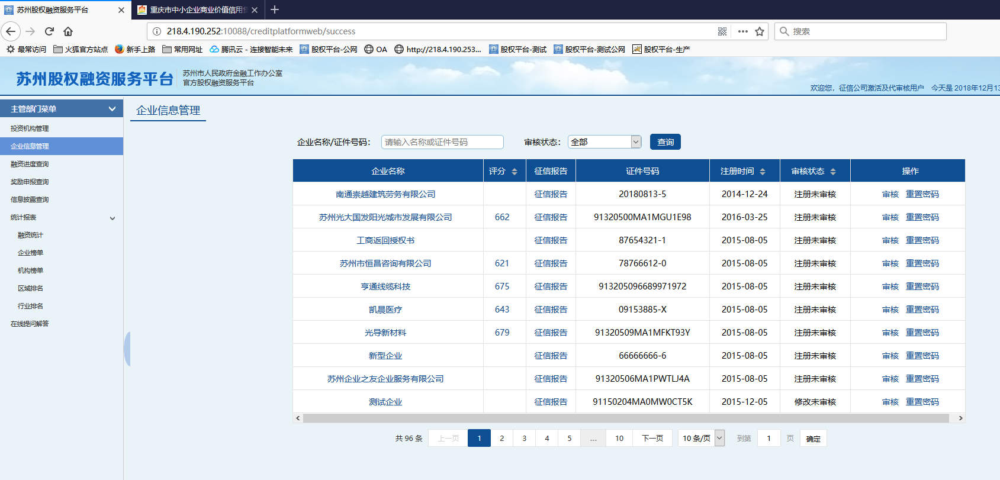 苏州股权融资服务平台
重庆市中小企业商业价值信用
218.4.190.252:10088/creditplatformweb/success
搜索
最常访问 火狐官方站点 新手上路 常用网址 腾讯云 - 连接智能未来 股权平台-公网 OA http://218.4.190.253... 股权平台-测试 股权平台-测试公网 股权平台-生产
苏州股权融资服务平台
苏州市人民政府金融工作办公室
官方股权融资服务平台
欢迎您, 征信公司激活及代审核用户 今天是 2018年12月13
主管部门菜单
投资机构管理
企业信息管理
融资进度查询
奖励申报查询
信息披露查询
统计报表
融资统计
企业榜单
机构榜单
区域排名
行业排名
在线提问解答
企业信息管理
企业名称/证件号码: 请输入名称或证件号码 审核状态: 全部 查询
企业名称 评分 征信报告 证件号码 注册时间 审核状态 操作
南通崇越建筑劳务有限公司 征信报告 20180813-5 2014-12-24 注册未审核 审核 重置密码
苏州光大国发阳光城市发展有限公司 662 征信报告 91320500MA1MGU1E98 2016-03-25 注册未审核 审核 重置密码
工商返回授权书 征信报告 87654321-1 2015-08-05 注册未审核 审核 重置密码
苏州市恒昌咨询有限公司 621 征信报告 78766612-0 2015-08-05 注册未审核 审核 重置密码
亨通线缆科技 675 征信报告 913205096689971972 2015-08-05 注册未审核 审核 重置密码
凯晨医疗 643 征信报告 09153885-X 2015-08-05 注册未审核 审核 重置密码
光导新材料 679 征信报告 91320509MA1MFKT93Y 2015-08-05 注册未审核 审核 重置密码
新型企业 征信报告 66666666-6 2015-08-05 注册未审核 审核 重置密码
苏州企业之友企业服务有限公司 征信报告 91320506MA1PWTLJ4A 2015-08-05 注册未审核 审核 重置密码
测试企业 征信报告 91150204MA0MW0CT5K 2015-12-05 修改未审核 审核 重置密码
共 96 条 上一页 1 2 3 4 5 ... 10 下一页 10 条/页 到第 1 页 确定